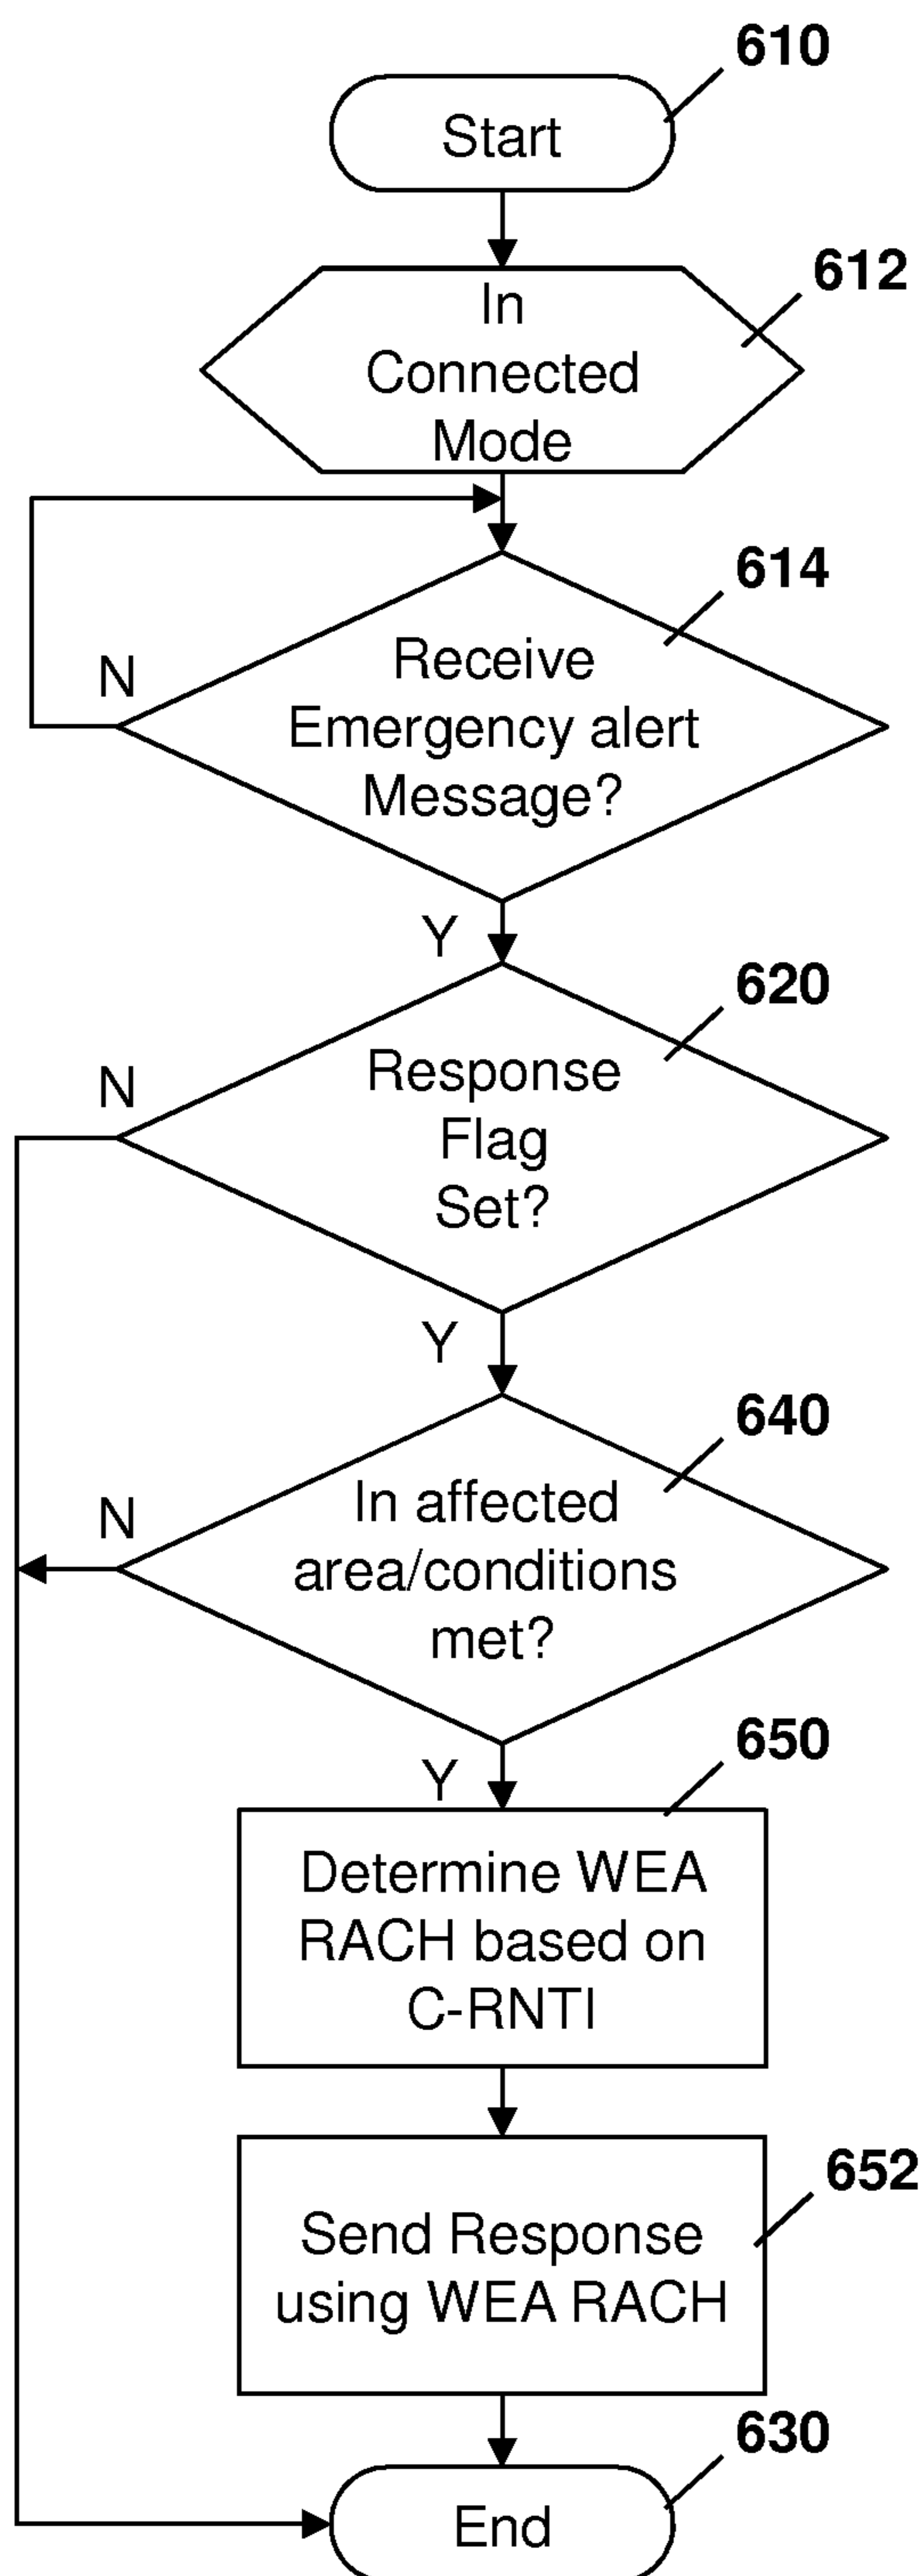 610
Start
612
In
Connected
Mode
614
Receive
Emergency alert
Message?
N
Y
620
Response
Flag
Set?
N
Y
640
In affected
area/conditions
met?
N
Y
650
Determine WEA
RACH based on
C-RNTI
652
Send Response
using WEA RACH
630
End